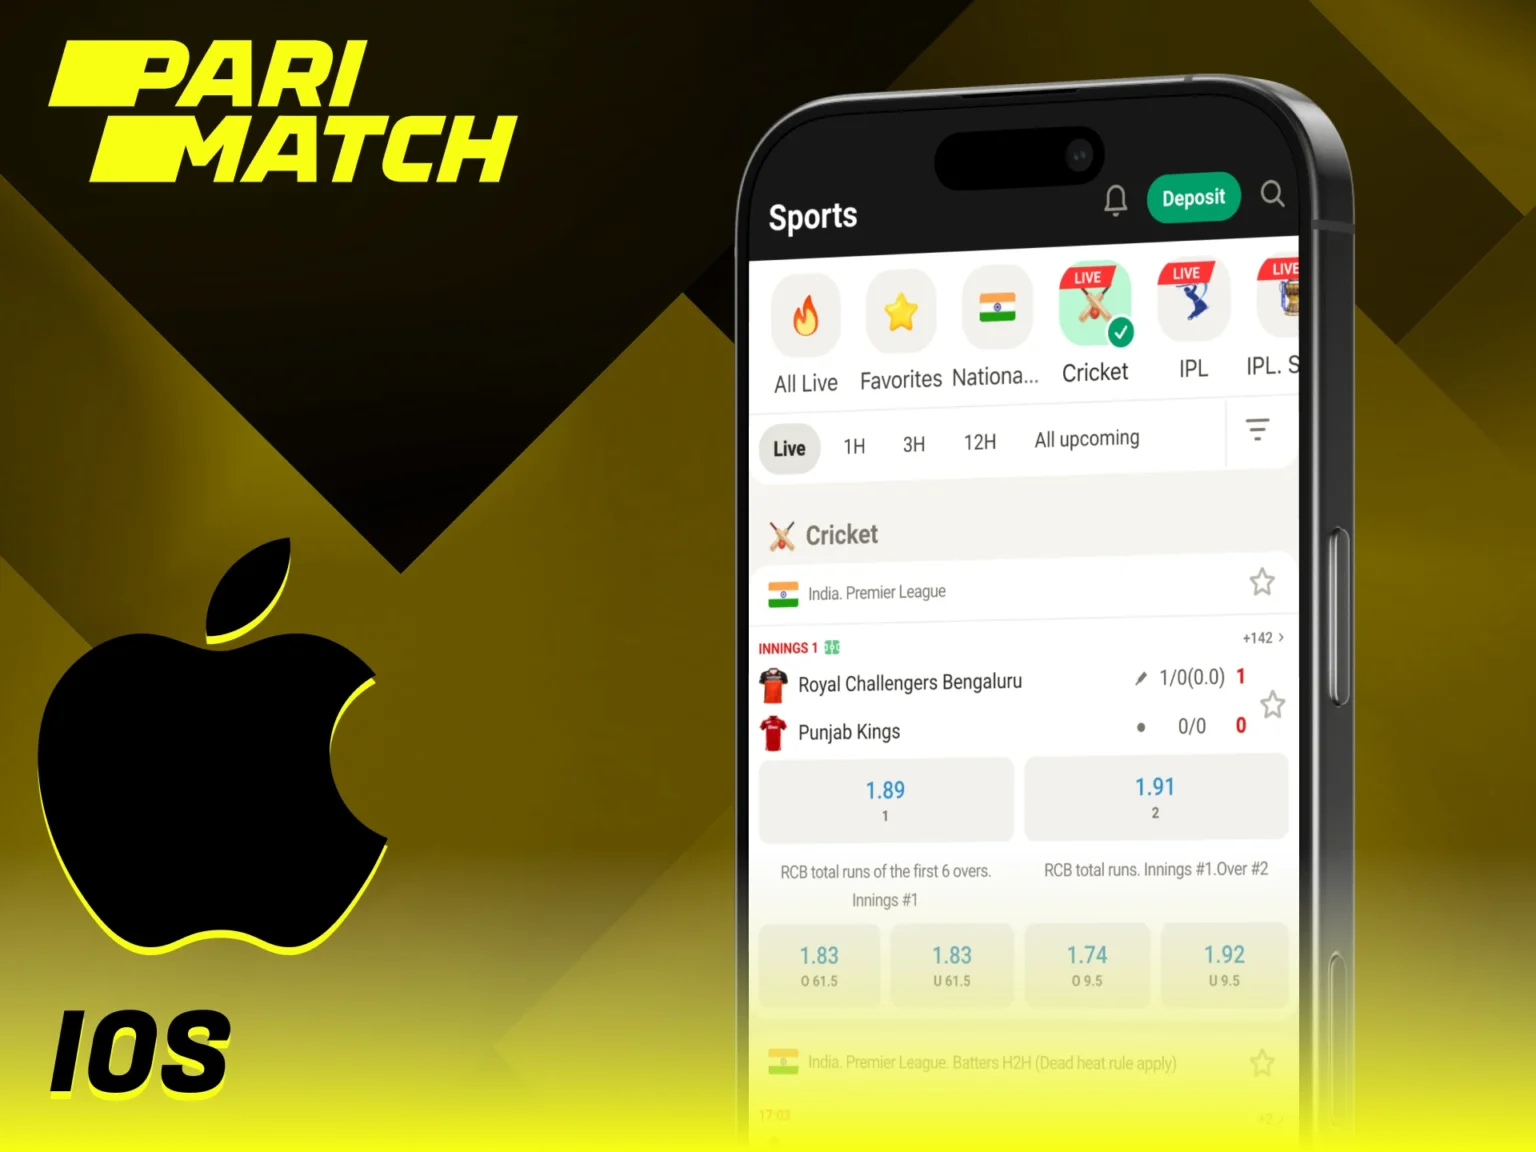 PARI
MATCH
Sports
Deposit
LIVE
LIVE
LIVE
All Live
Favorites
Nationa...
Cricket
IPL
IPL. S
Live
1H
3H
12H
All upcoming
Cricket
India. Premier League
INNINGS 1
+142 >
Royal Challengers Bengaluru
1/0(0.0) 1
Punjab Kings
0/0 0
1.89
1
1.91
2
RCB total runs of the first 6 overs.
Innings #1
RCB total runs. Innings #1.Over #2
1.83
O 61.5
1.83
U 61.5
1.74
O 9.5
1.92
U 9.5
India. Premier League. Batters H2H (Dead heat rule apply)
17:03
+2 >
IOS